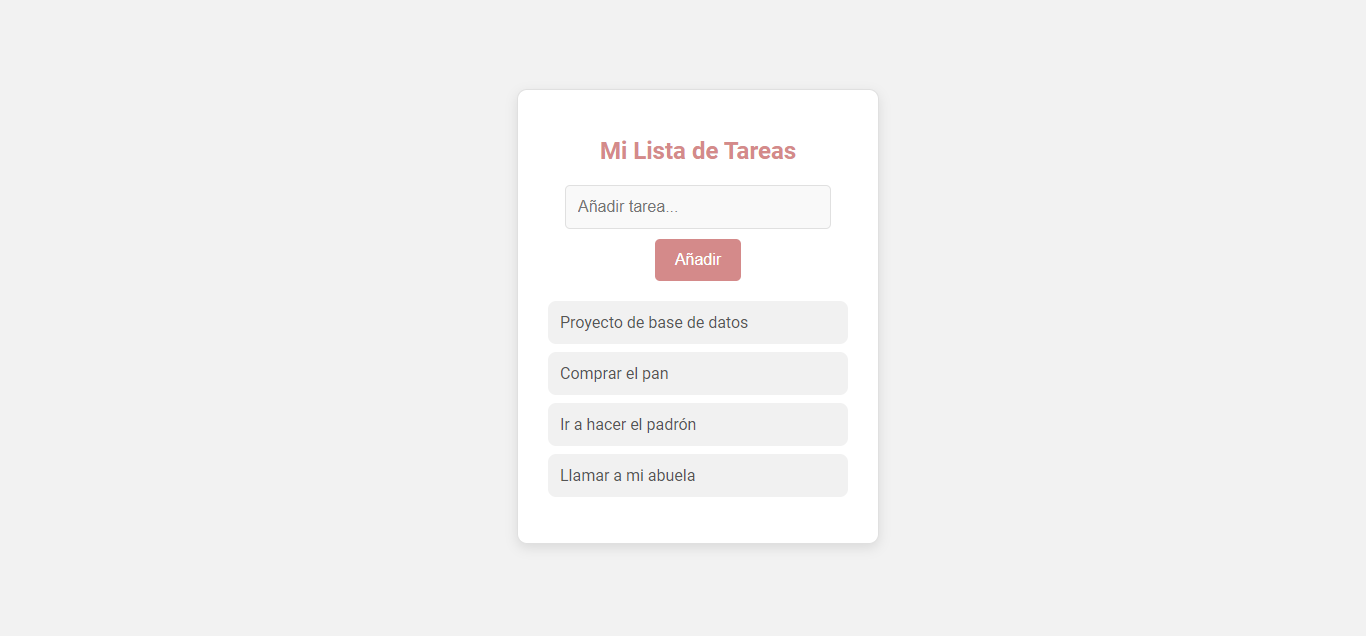 Mi Lista de Tareas
Añadir tarea...
Añadir
Proyecto de base de datos
Comprar el pan
Ir a hacer el padrón
Llamar a mi abuela